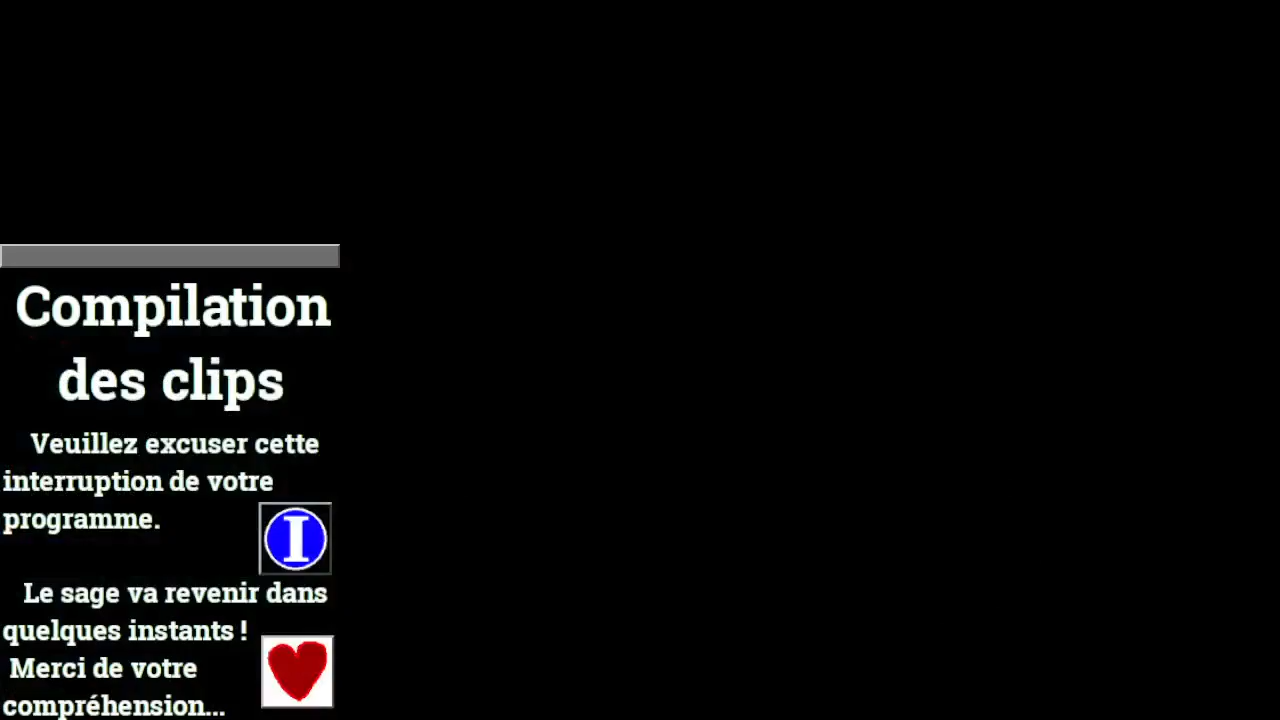 Compilation
des clips
Veuillez excuser cette
interruption de votre
programme.
I
Le sage va revenir dans
quelques instants !
Merci de votre
compréhension...